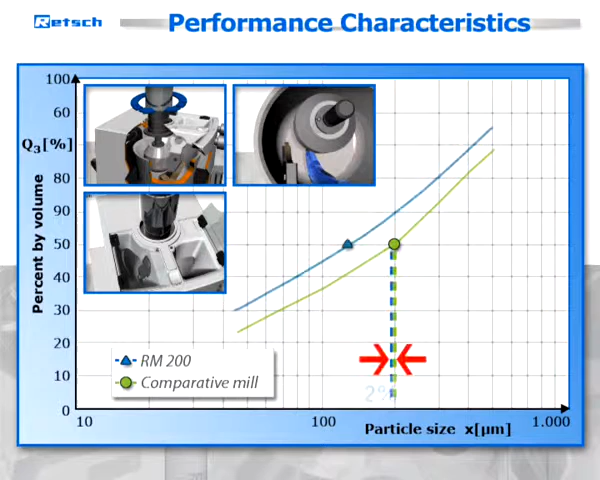 Retsch
Performance Characteristics
100
60
Q3[%]
80
90
50
40
30
20
10
0
Percent by volume
RM 200
Comparative mill
2%
10
100
1.000
Particle size x[µm]